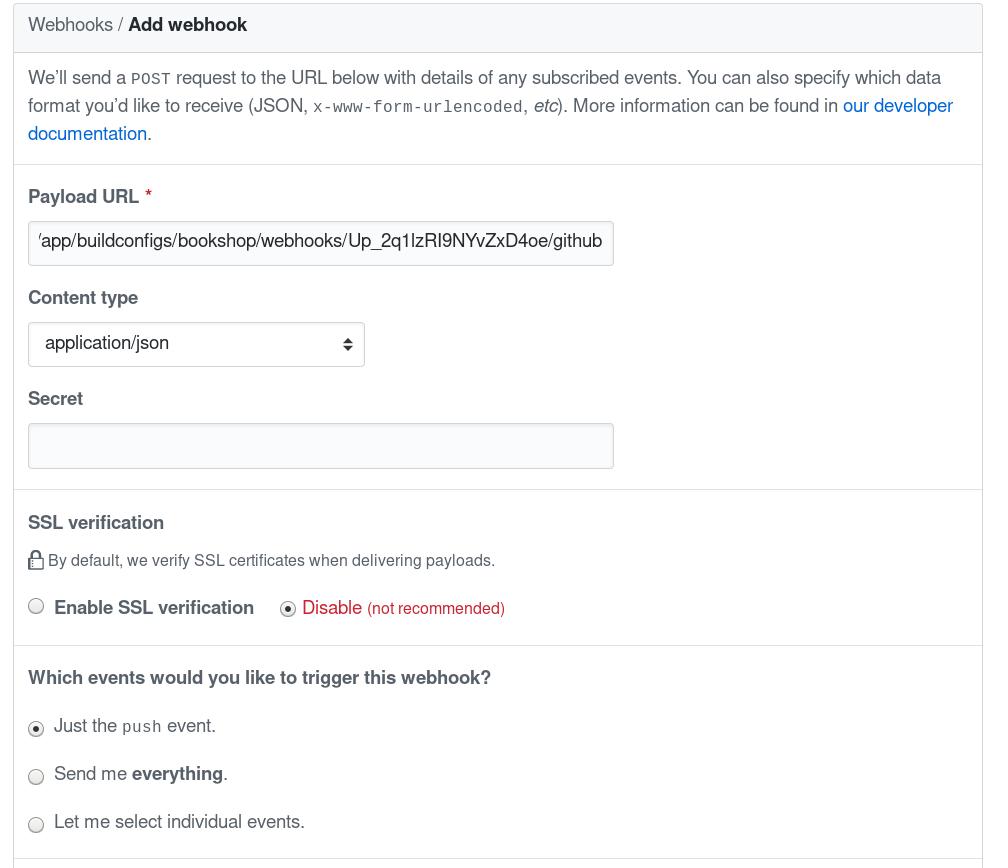 Webhooks / Add webhook
We'll send a POST request to the URL below with details of any subscribed events. You can also specify which data
format you'd like to receive (JSON, x-www-form-urlencoded, etc). More information can be found in our developer
documentation.
Payload URL *
/app/buildconfigs/bookshop/webhooks/Up_2q1lzRI9NYvZxD4oe/github
Content type
application/json
Secret
SSL verification
By default, we verify SSL certificates when delivering payloads.
Enable SSL verification Disable (not recommended)
Which events would you like to trigger this webhook?
Just the push event.
Send me everything.
Let me select individual events.